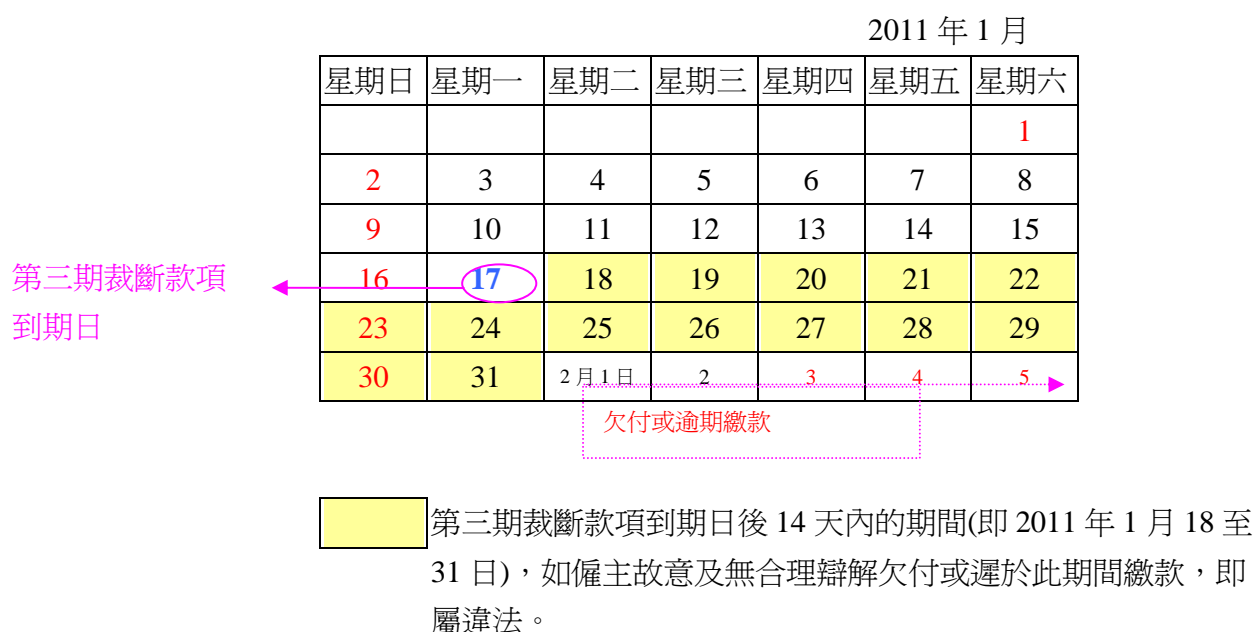 2011 年 1 月
星期日 星期一 星期二 星期三 星期四 星期五 星期六
1
2 3 4 5 6 7 8
9 10 11 12 13 14 15
第三期裁斷款項
到期日
16 17 18 19 20 21 22
23 24 25 26 27 28 29
30 31 2 月 1 日 2 3 4 5
欠付或逾期繳款
第三期裁斷款項到期日後 14 天內的期間(即 2011 年 1 月 18 至
31 日)，如僱主故意及無合理辯解欠付或遲於此期間繳款，即
屬違法。